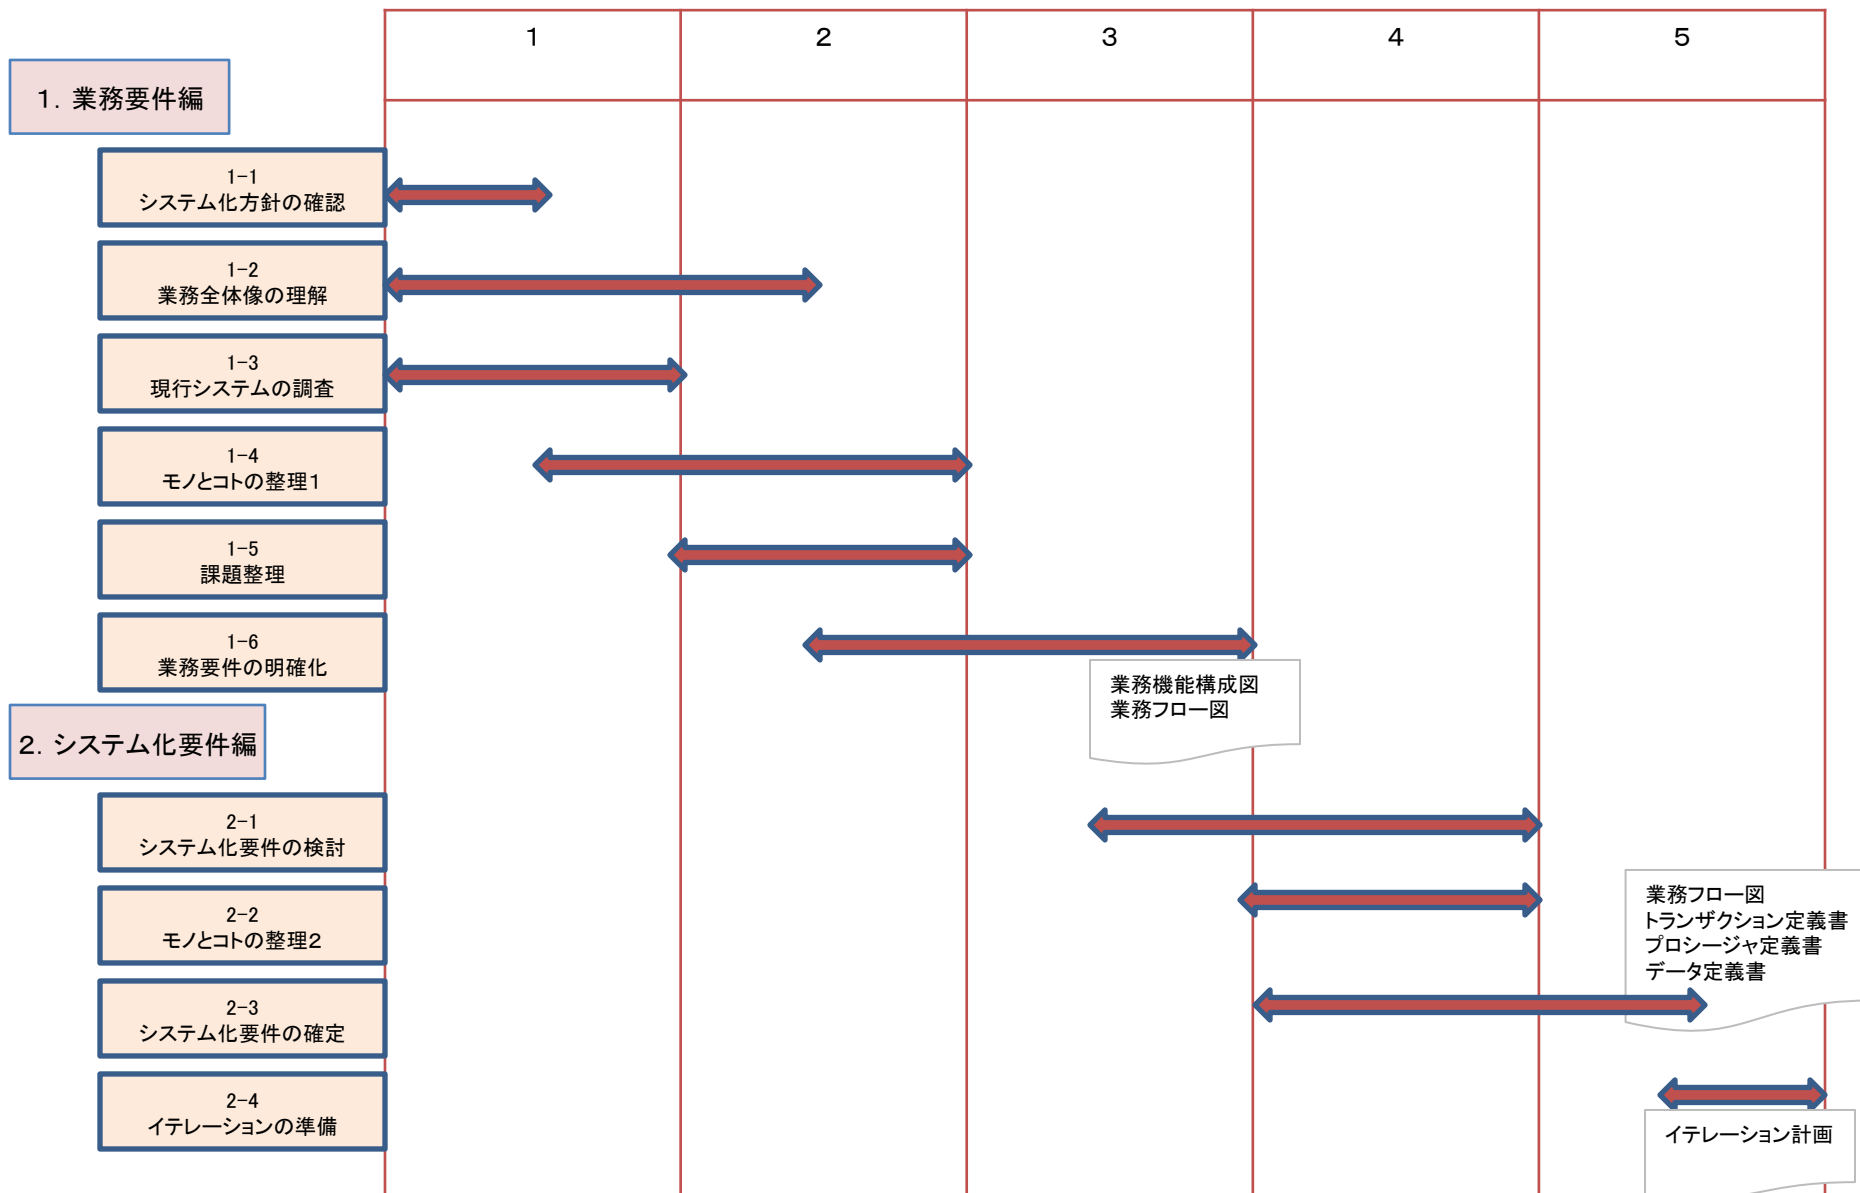 1 2 3 4 5
1. 業務要件編
1-1
システム化方針の確認
1-2
業務全体像の理解
1-3
現行システムの調査
1-4
モノとコトの整理1
1-5
課題整理
1-6
業務要件の明確化
業務機能構成図
業務フロー図
2. システム化要件編
2-1
システム化要件の検討
2-2
モノとコトの整理2
業務フロー図
トランザクション定義書
プロシージャ定義書
データ定義書
2-3
システム化要件の確定
2-4
イテレーションの準備
イテレーション計画